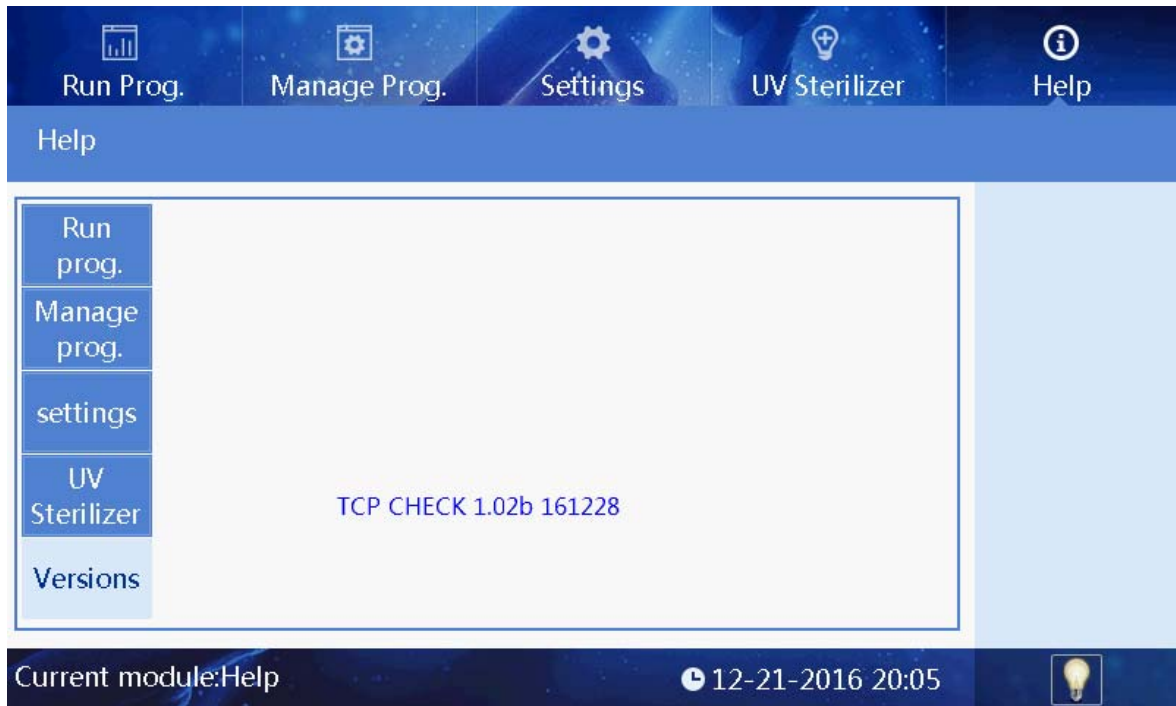 Run Prog.
Manage Prog.
Settings
UV Sterilizer
Help
Help
Run
prog.
Manage
prog.
settings
UV
Sterilizer
Versions
TCP CHECK 1.02b 161228
Current module:Help
12-21-2016 20:05